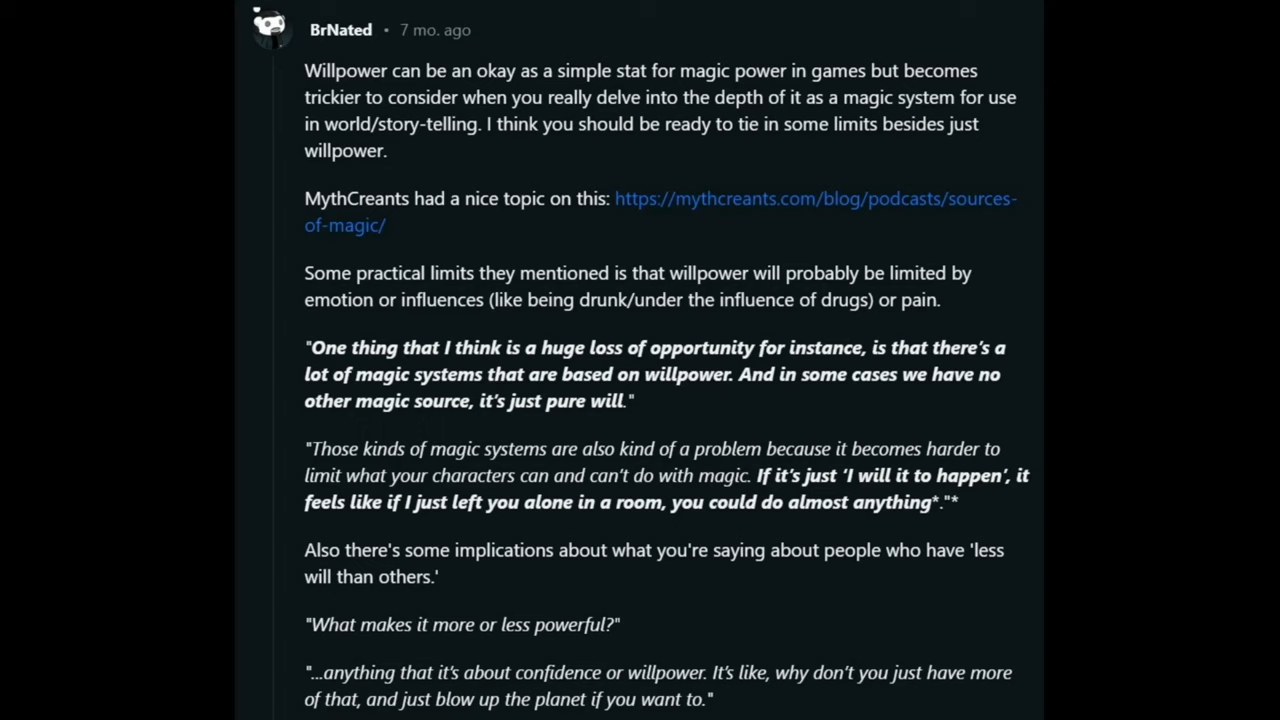 BrNated • 7 mo. ago
Willpower can be an okay as a simple stat for magic power in games but becomes
trickier to consider when you really delve into the depth of it as a magic system for use
in world/story-telling. I think you should be ready to tie in some limits besides just
willpower.
MythCreants had a nice topic on this: https://mythcreants.com/blog/podcasts/sources-
of-magic/
Some practical limits they mentioned is that willpower will probably be limited by
emotion or influences (like being drunk/under the influence of drugs) or pain.
"One thing that I think is a huge loss of opportunity for instance, is that there's a
lot of magic systems that are based on willpower. And in some cases we have no
other magic source, it's just pure will."
"Those kinds of magic systems are also kind of a problem because it becomes harder to
limit what your characters can and can't do with magic. If it's just 'I will it to happen', it
feels like if I just left you alone in a room, you could do almost anything*."*
Also there's some implications about what you're saying about people who have 'less
will than others.'
"What makes it more or less powerful?"
"...anything that it's about confidence or willpower. It's like, why don't you just have more
of that, and just blow up the planet if you want to."